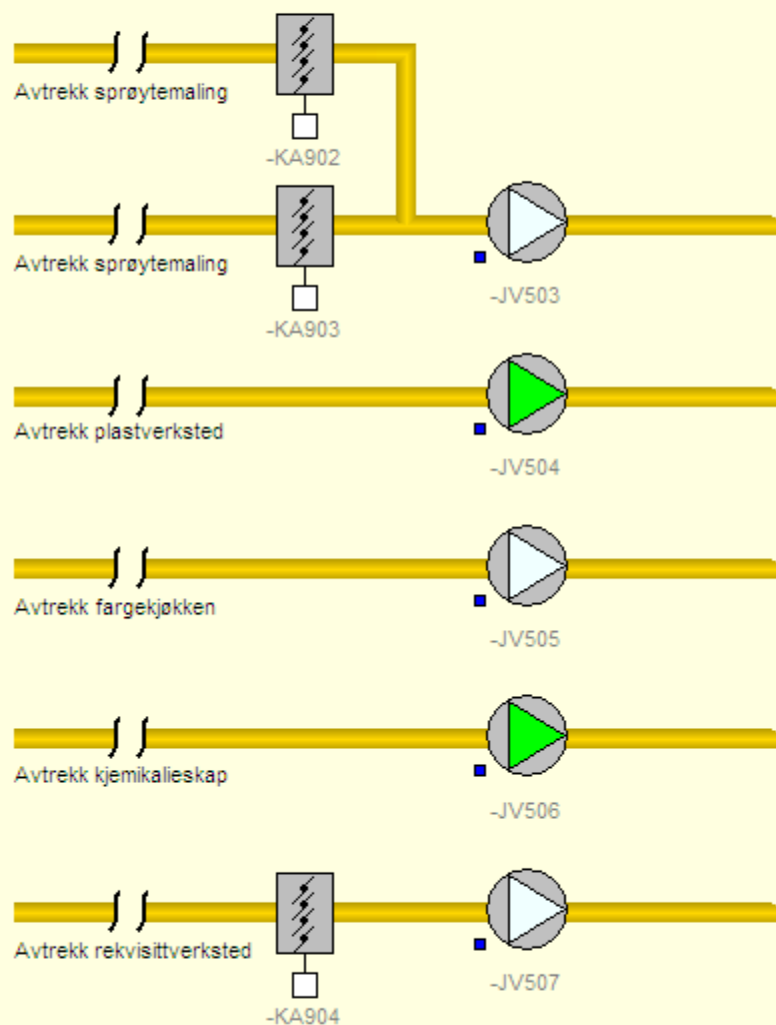 Avtrekk sprøytemaling
-KA902
Avtrekk sprøytemaling
-KA903
-JV503
Avtrekk plastverksted
-JV504
Avtrekk fargekjøkken
-JV505
Avtrekk kjemikalieskap
-JV506
Avtrekk rekvisittverksted
-KA904
-JV507